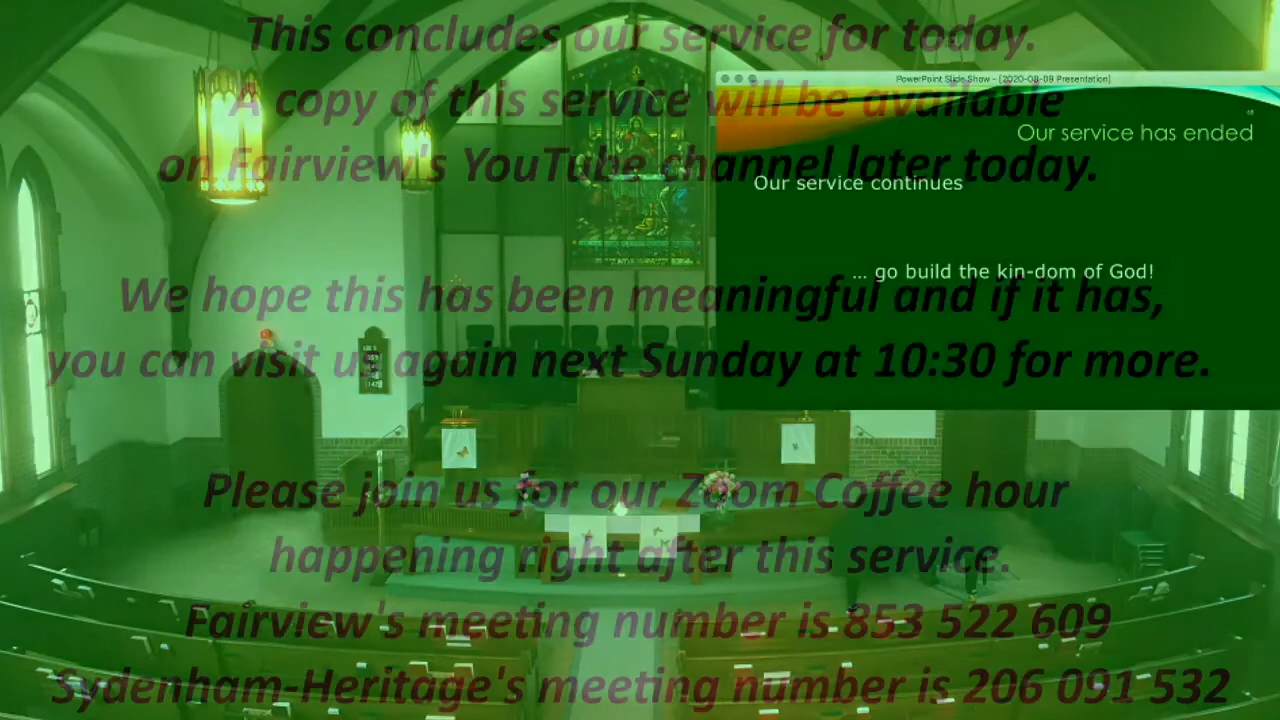 This concludes our service for today.
A copy of this service will be available
on Fairview's YouTube channel later today.
We hope this has been meaningful and if it has,
you can visit us again next Sunday at 10:30 for more.
Please join us for our Zoom Coffee hour
happening right after this service.
Fairview's meeting number is 853 522 609
Sydenham-Heritage's meeting number is 206 091 532
PowerPoint Slide Show - [2020-08-09 Presentation]
Our service has ended
Our service continues
... go build the kin-dom of God!